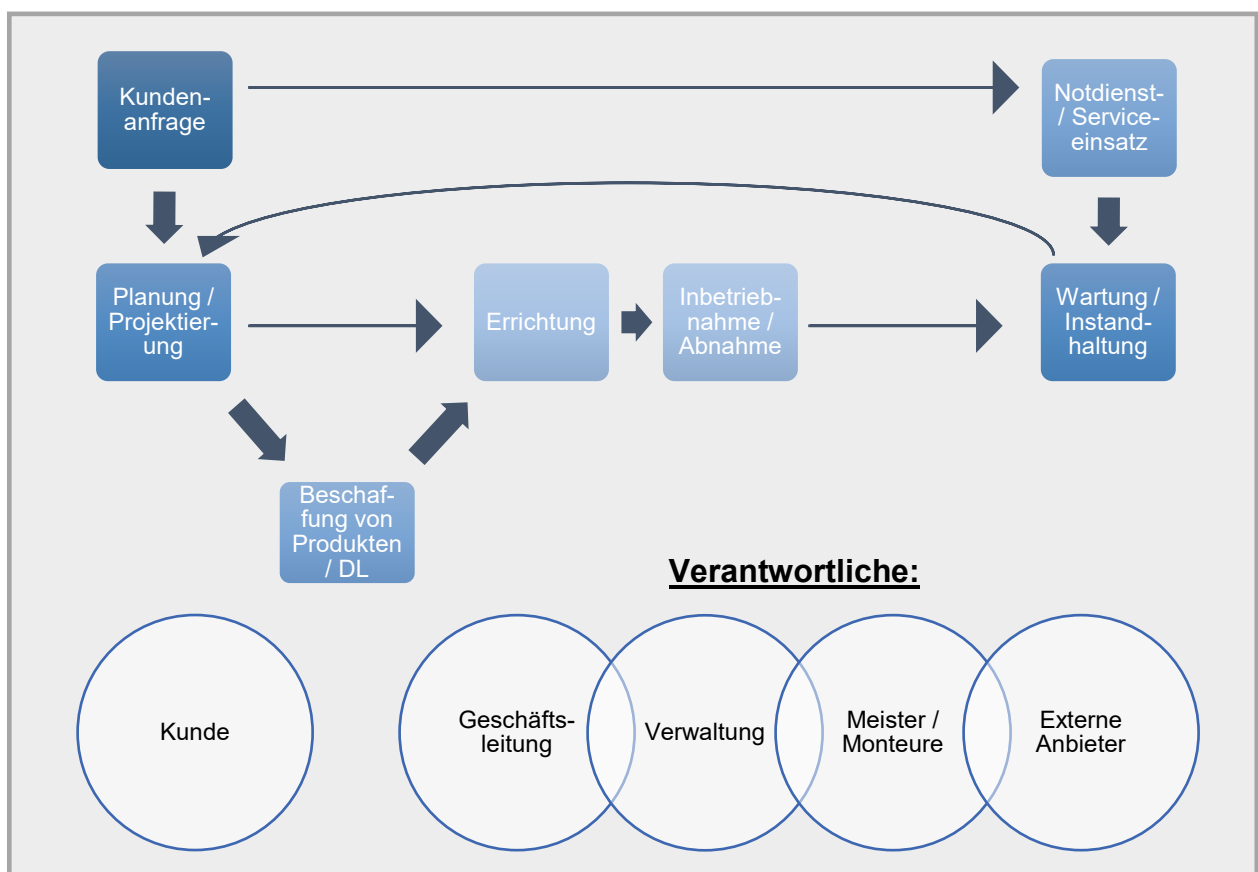 Kunden-
anfrage
Notdienst-
/ Service-
einsatz
Planung /
Projektier-
ung
Errichtung
Inbetrieb-
nahme /
Abnahme
Wartung /
Instand-
haltung
Beschaf-
fung von
Produkten
/ DL
Verantwortliche:
Kunde
Geschäfts-
leitung
Verwaltung
Meister /
Monteure
Externe
Anbieter